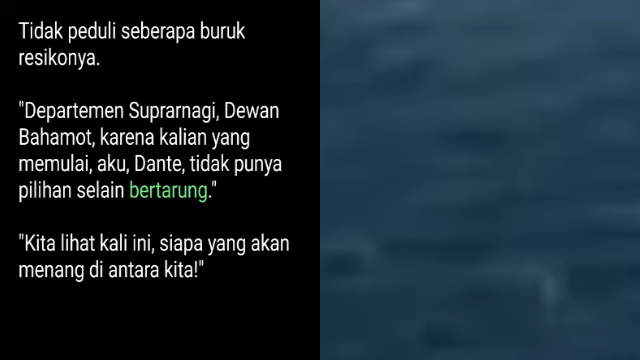 Tidak peduli seberapa buruk
resikonya.
"Departemen Suprarnagi, Dewan
Bahamot, karena kalian yang
memulai, aku, Dante, tidak punya
pilihan selain bertarung."
"Kita lihat kali ini, siapa yang akan
menang di antara kita!"